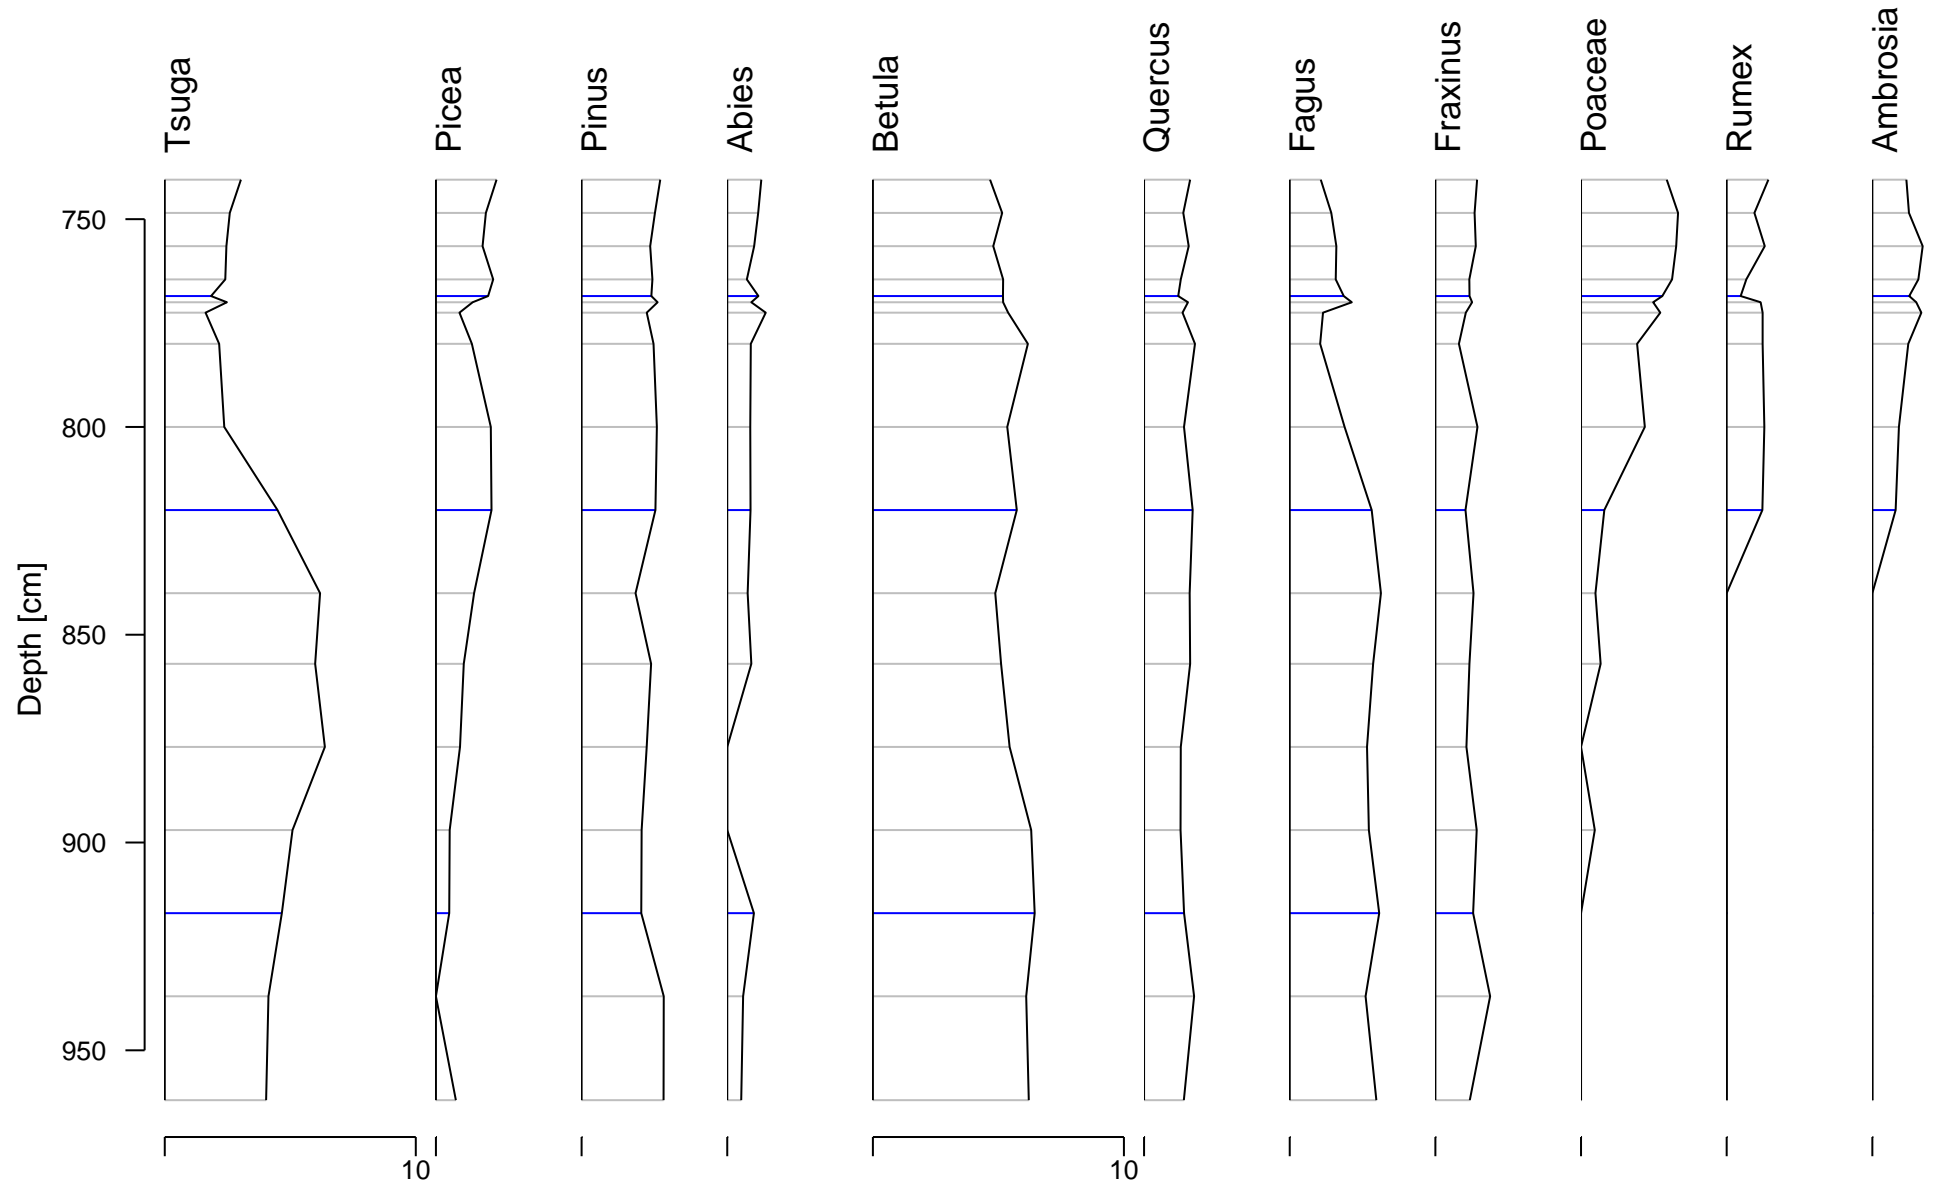 Tsuga
Picea
Pinus
Abies
Betula
Quercus
Fagus
Fraxinus
Poaceae
Rumex
Ambrosia
Depth [cm]
750
800
850
900
950
10
10